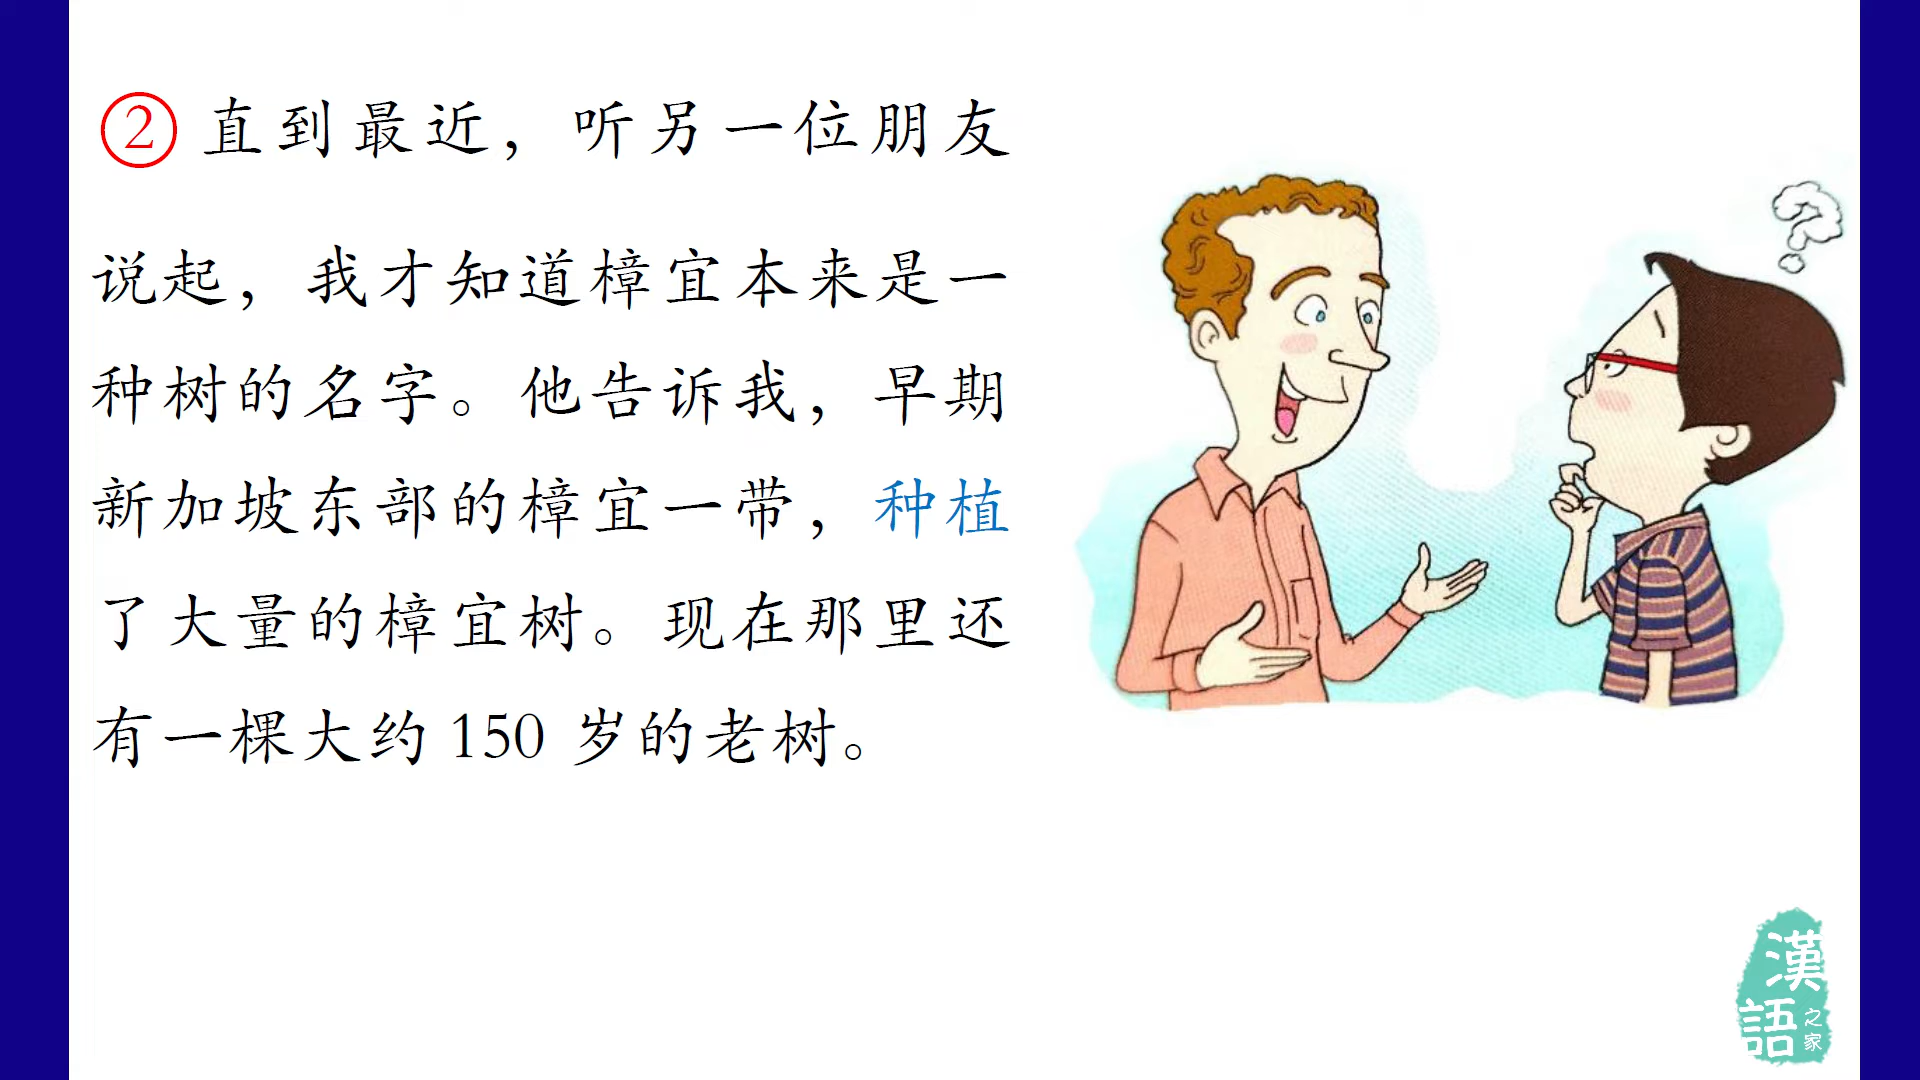 ② 直到最近，听另一位朋友
说起，我才知道樟宜本来是一
种树的名字。他告诉我，早期
新加坡东部的樟宜一带，种植
了大量的樟宜树。现在那里还
有一棵大约 150 岁的老树。
漢
語
之家